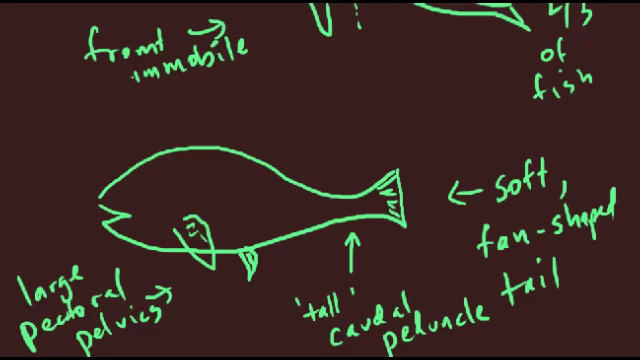 front
immobile
of
fish
soft,
fan-shaped
tail
large
pectoral
pelvics
'tall'
caudal
peduncle